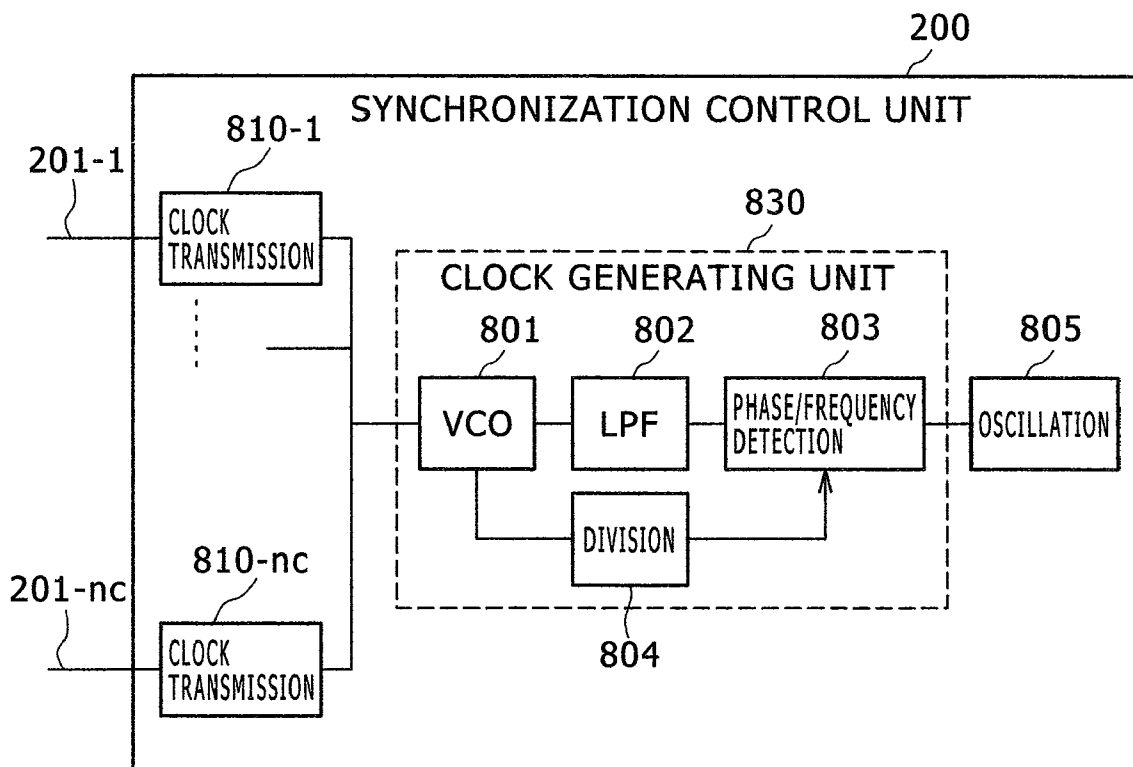 200
SYNCHRONIZATION CONTROL UNIT
810-1
201-1
CLOCK
TRANSMISSION
830
CLOCK GENERATING UNIT
801
802
803
805
VCO
LPF
PHASE/FREQUENCY
DETECTION
OSCILLATION
DIVISION
810-nc
201-nc
804
CLOCK
TRANSMISSION